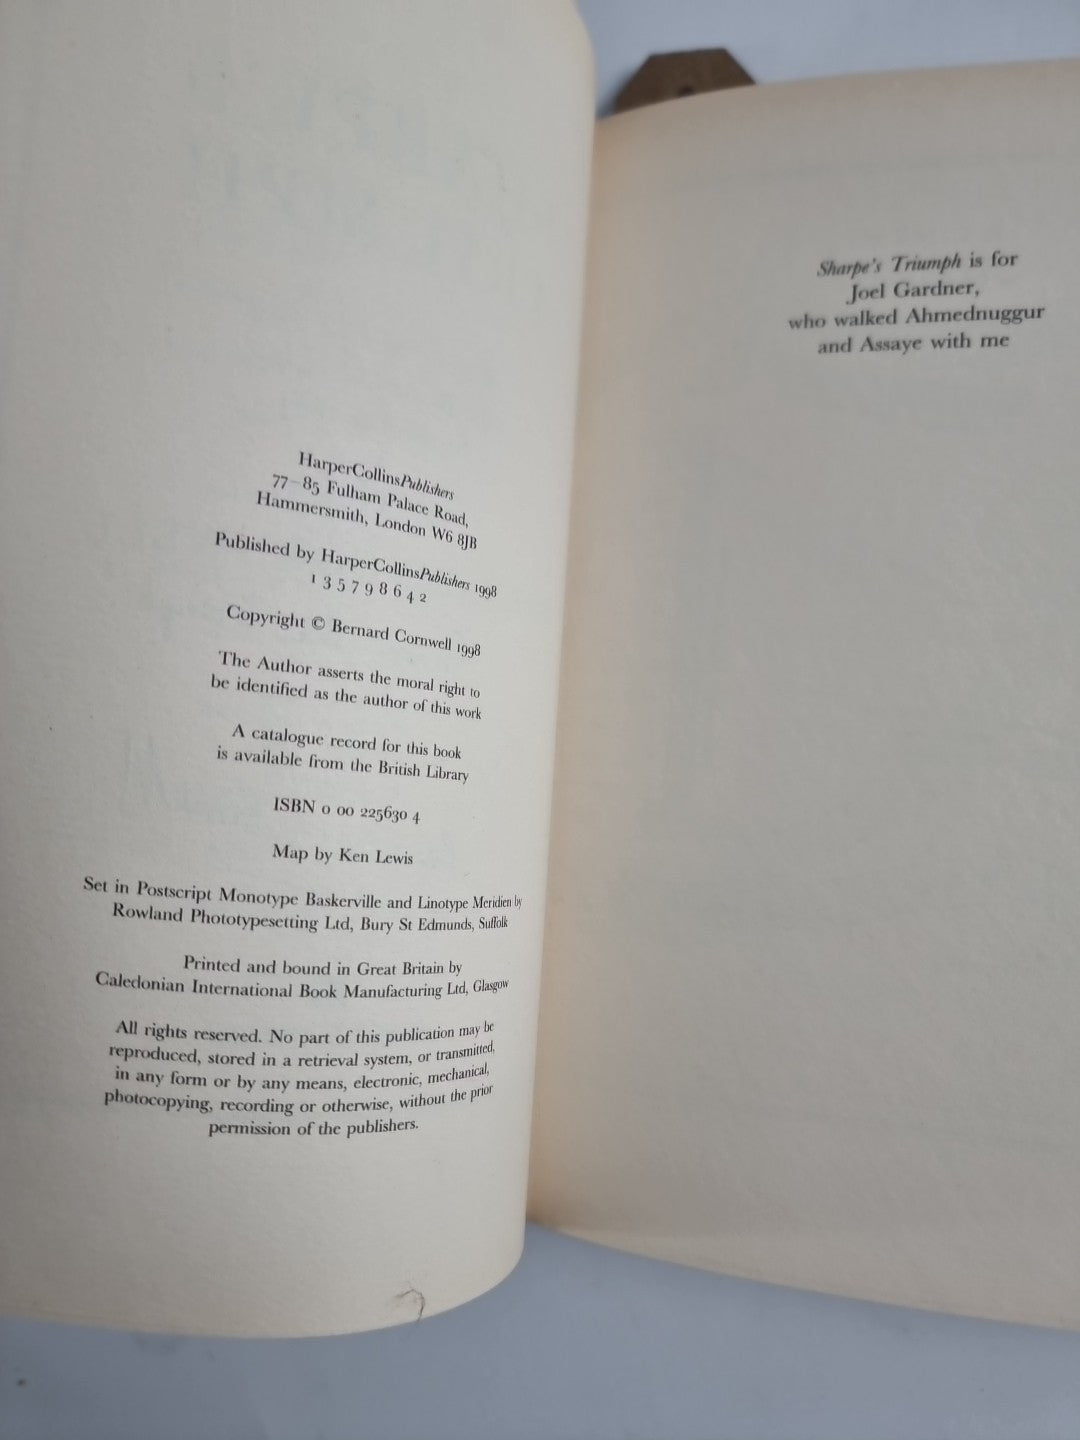 HarperCollinsPublishers
77–85 Fulham Palace Road,
Hammersmith, London W6 8JB
Published by HarperCollinsPublishers 1998
1 3 5 7 9 8 6 4 2
Copyright © Bernard Cornwell 1998
The Author asserts the moral right to
be identified as the author of this work
A catalogue record for this book
is available from the British Library
ISBN 0 00 225630 4
Map by Ken Lewis
Set in Postscript Monotype Baskerville and Linotype Meridien by
Rowland Phototypesetting Ltd, Bury St Edmunds, Suffolk
Printed and bound in Great Britain by
Caledonian International Book Manufacturing Ltd, Glasgow
All rights reserved. No part of this publication may be
reproduced, stored in a retrieval system, or transmitted,
in any form or by any means, electronic, mechanical,
photocopying, recording or otherwise, without the prior
permission of the publishers.
Sharpe's Triumph is for
Joel Gardner,
who walked Ahmednuggur
and Assaye with me